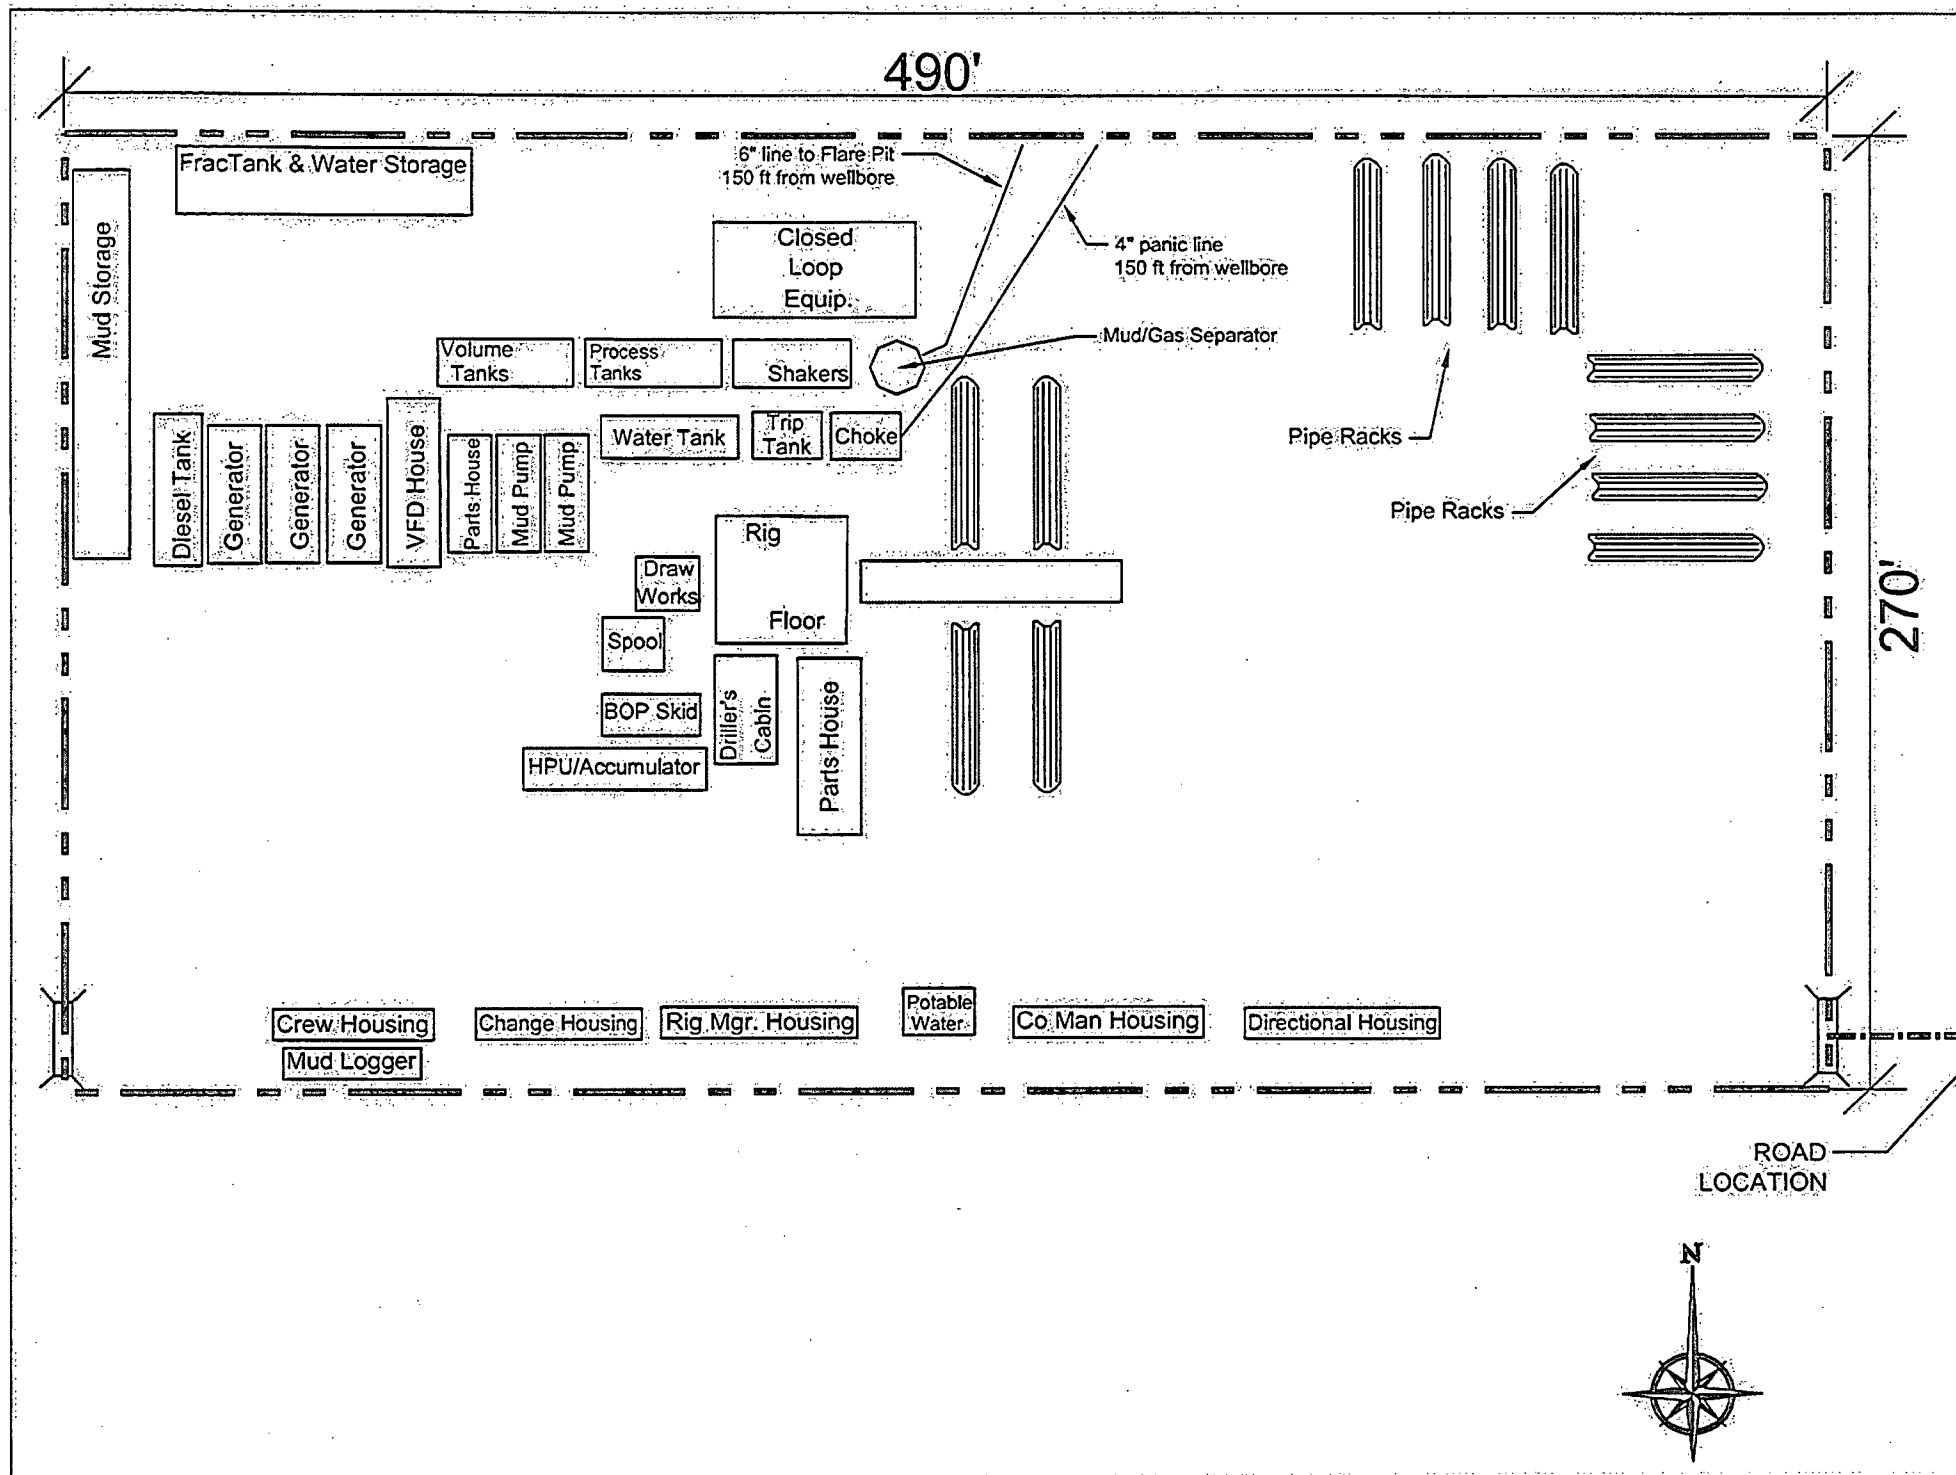 490'
FracTank & Water Storage
6" line to Flare Pit
150 ft from wellbore
Mud Storage
Closed
Loop
Equip.
4" panic line
150 ft from wellbore
Volume
Tanks
Process
Tanks
Shakers
Mud/Gas Separator
Diesel Tank
Generator
Generator
Generator
VFD House
Parts House
Mud Pump
Mud Pump
Water Tank
Trip
Tank
Choke
Pipe Racks
Pipe Racks
Rig
Floor
Draw
Works
Spool
BOP Skid
HPU/Accumulator
Driller's
Cabin
Parts House
270'
Crew Housing
Mud Logger
Change Housing
Rig Mgr. Housing
Potable
Water
Co Man Housing
Directional Housing
ROAD
LOCATION
N